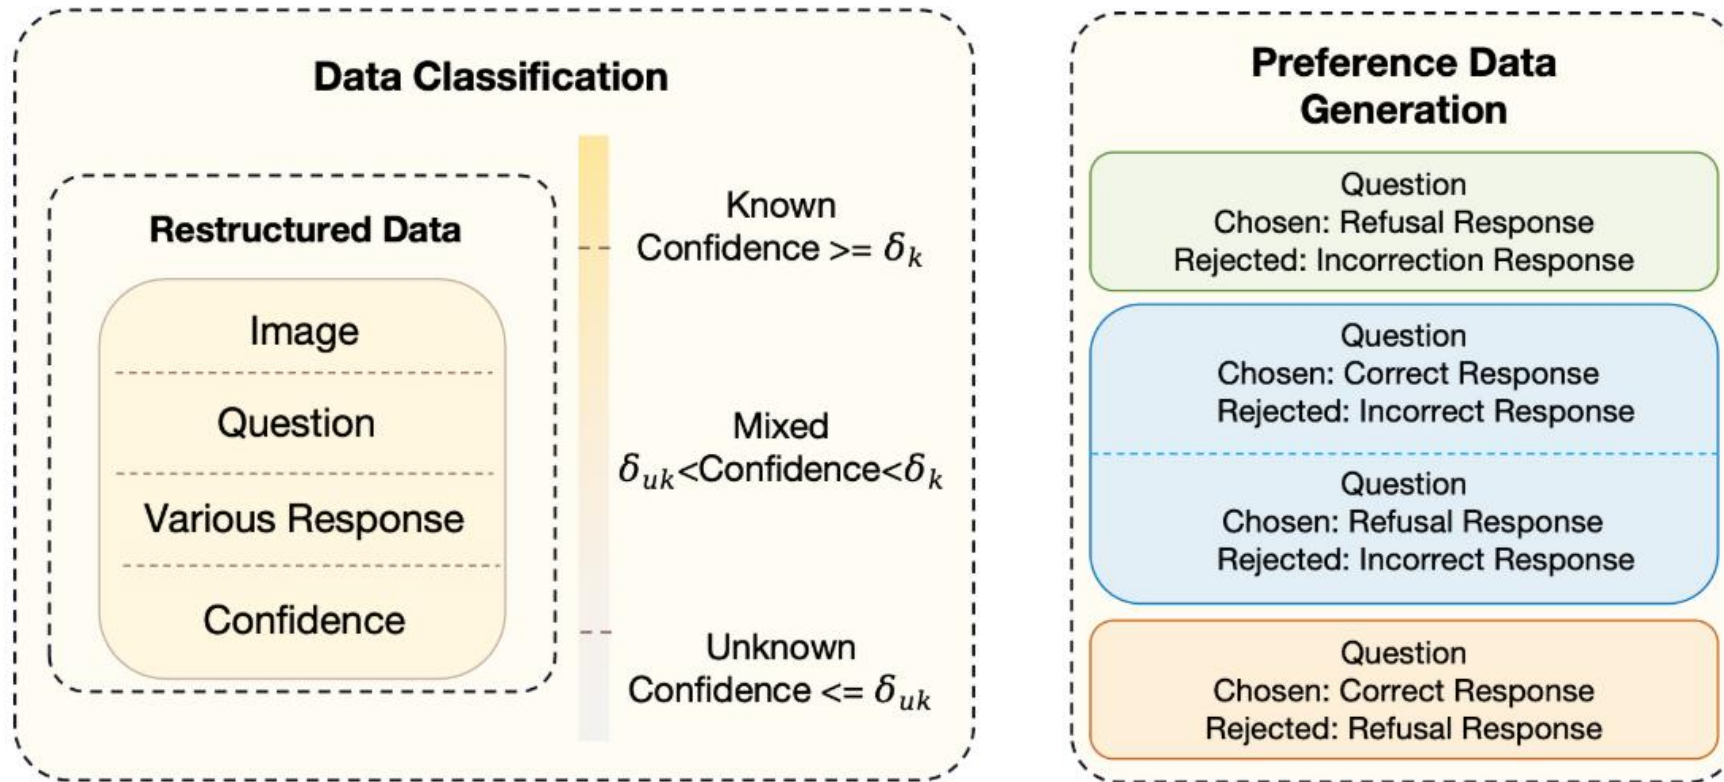 Data Classification
Restructured Data
Image
Question
Various Response
Confidence
Known
Confidence >= δₖ
Mixed
δᵤₖ<Confidence<δₖ
Unknown
Confidence <= δᵤₖ
Preference Data
Generation
Question
Chosen: Refusal Response
Rejected: Incorrection Response
Question
Chosen: Correct Response
Rejected: Incorrect Response
Question
Chosen: Refusal Response
Rejected: Incorrect Response
Question
Chosen: Correct Response
Rejected: Refusal Response